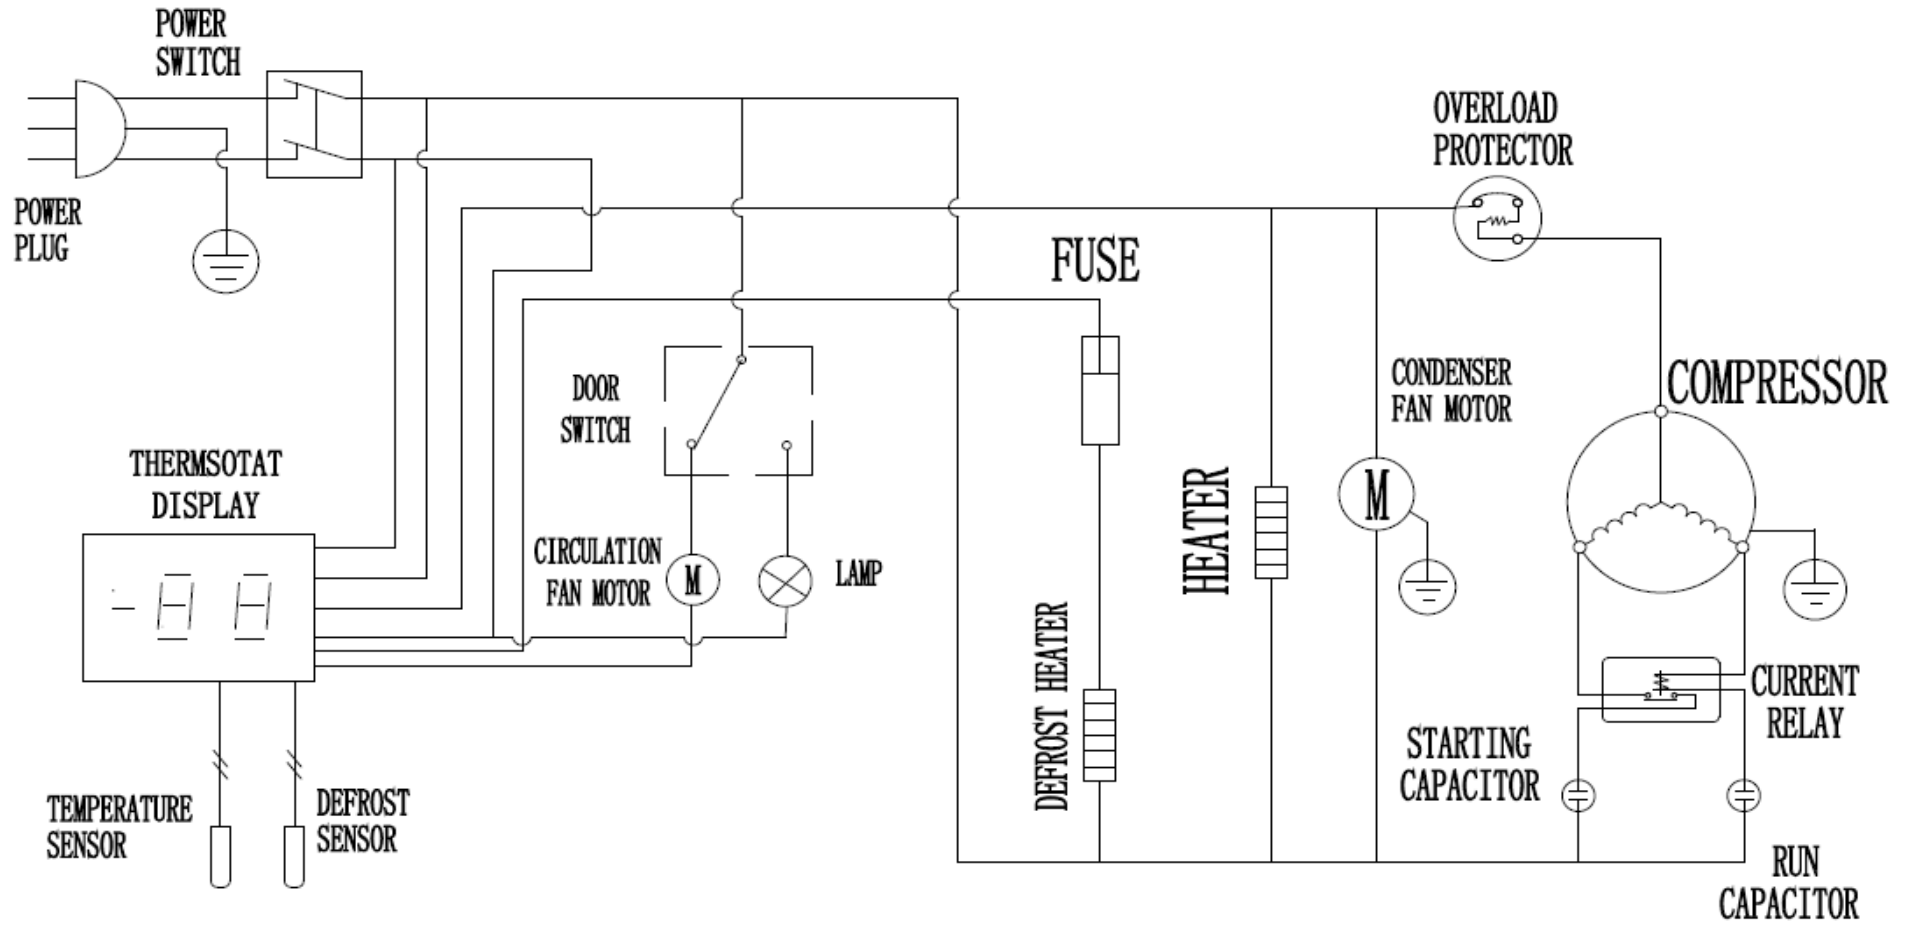 POWER
SWITCH
POWER
PLUG
OVERLOAD
PROTECTOR
FUSE
CONDENSER
FAN MOTOR
COMPRESSOR
DOOR
SWITCH
THERMSOTAT
DISPLAY
HEATER
M
CIRCULATION
FAN MOTOR
M
LAMP
DEFROST HEATER
CURRENT
RELAY
STARTING
CAPACITOR
TEMPERATURE
SENSOR
DEFROST
SENSOR
RUN
CAPACITOR